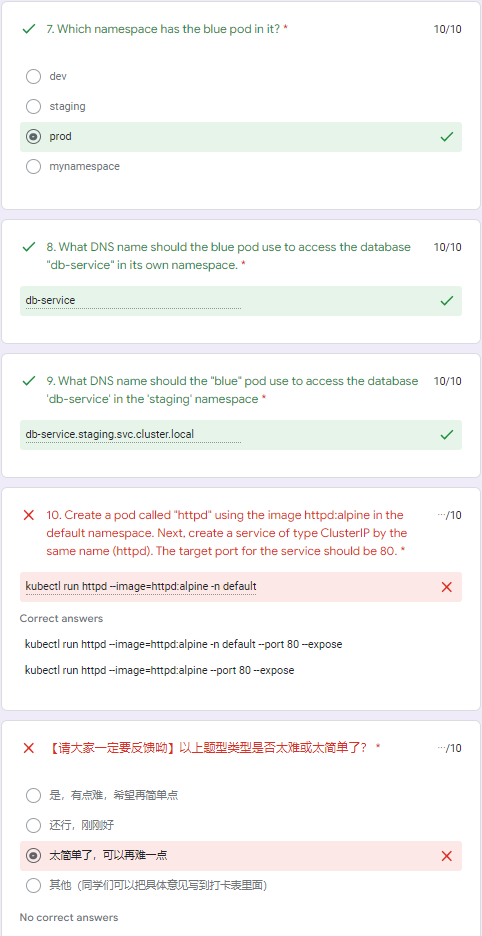 7. Which namespace has the blue pod in it? *
10/10
dev
staging
prod
mynamespace
8. What DNS name should the blue pod use to access the database
10/10
"db-service" in its own namespace. *
db-service
9. What DNS name should the "blue" pod use to access the database
10/10
'db-service' in the 'staging' namespace *
db-service.staging.svc.cluster.local
10. Create a pod called "httpd" using the image httpd:alpine in the
···/10
default namespace. Next, create a service of type ClusterIP by the
same name (httpd). The target port for the service should be 80. *
kubectl run httpd --image=httpd:alpine -n default
Correct answers
kubectl run httpd --image=httpd:alpine -n default --port 80 --expose
kubectl run httpd --image=httpd:alpine --port 80 --expose
【请大家一定要反馈呦】以上题型类型是否太难或太简单了？ *
···/10
是，有点难，希望再简单点
还行，刚刚好
太简单了，可以再难一点
其他（同学们可以把具体意见写到打卡表里面）
No correct answers